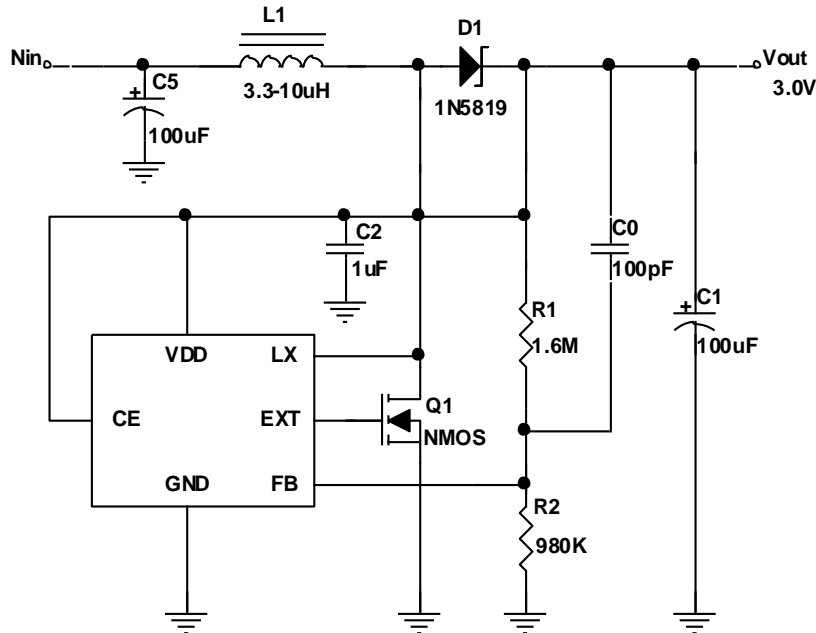 L1
D1
Nin
Vout
C5
3.3-10uH
1N5819
3.0V
100uF
C2
1uF
C0
100pF
C1
100uF
R1
1.6M
VDD
LX
Q1
CE
EXT
NMOS
GND
FB
R2
980K